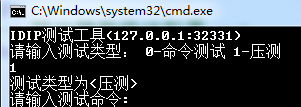 C:\Windows\system32\cmd.exe
IDIP测试工具(127.0.0.1:32331)
请输入测试类型： 0-命令测试 1-压测
1
测试类型为<压测>
请输入测试命令: